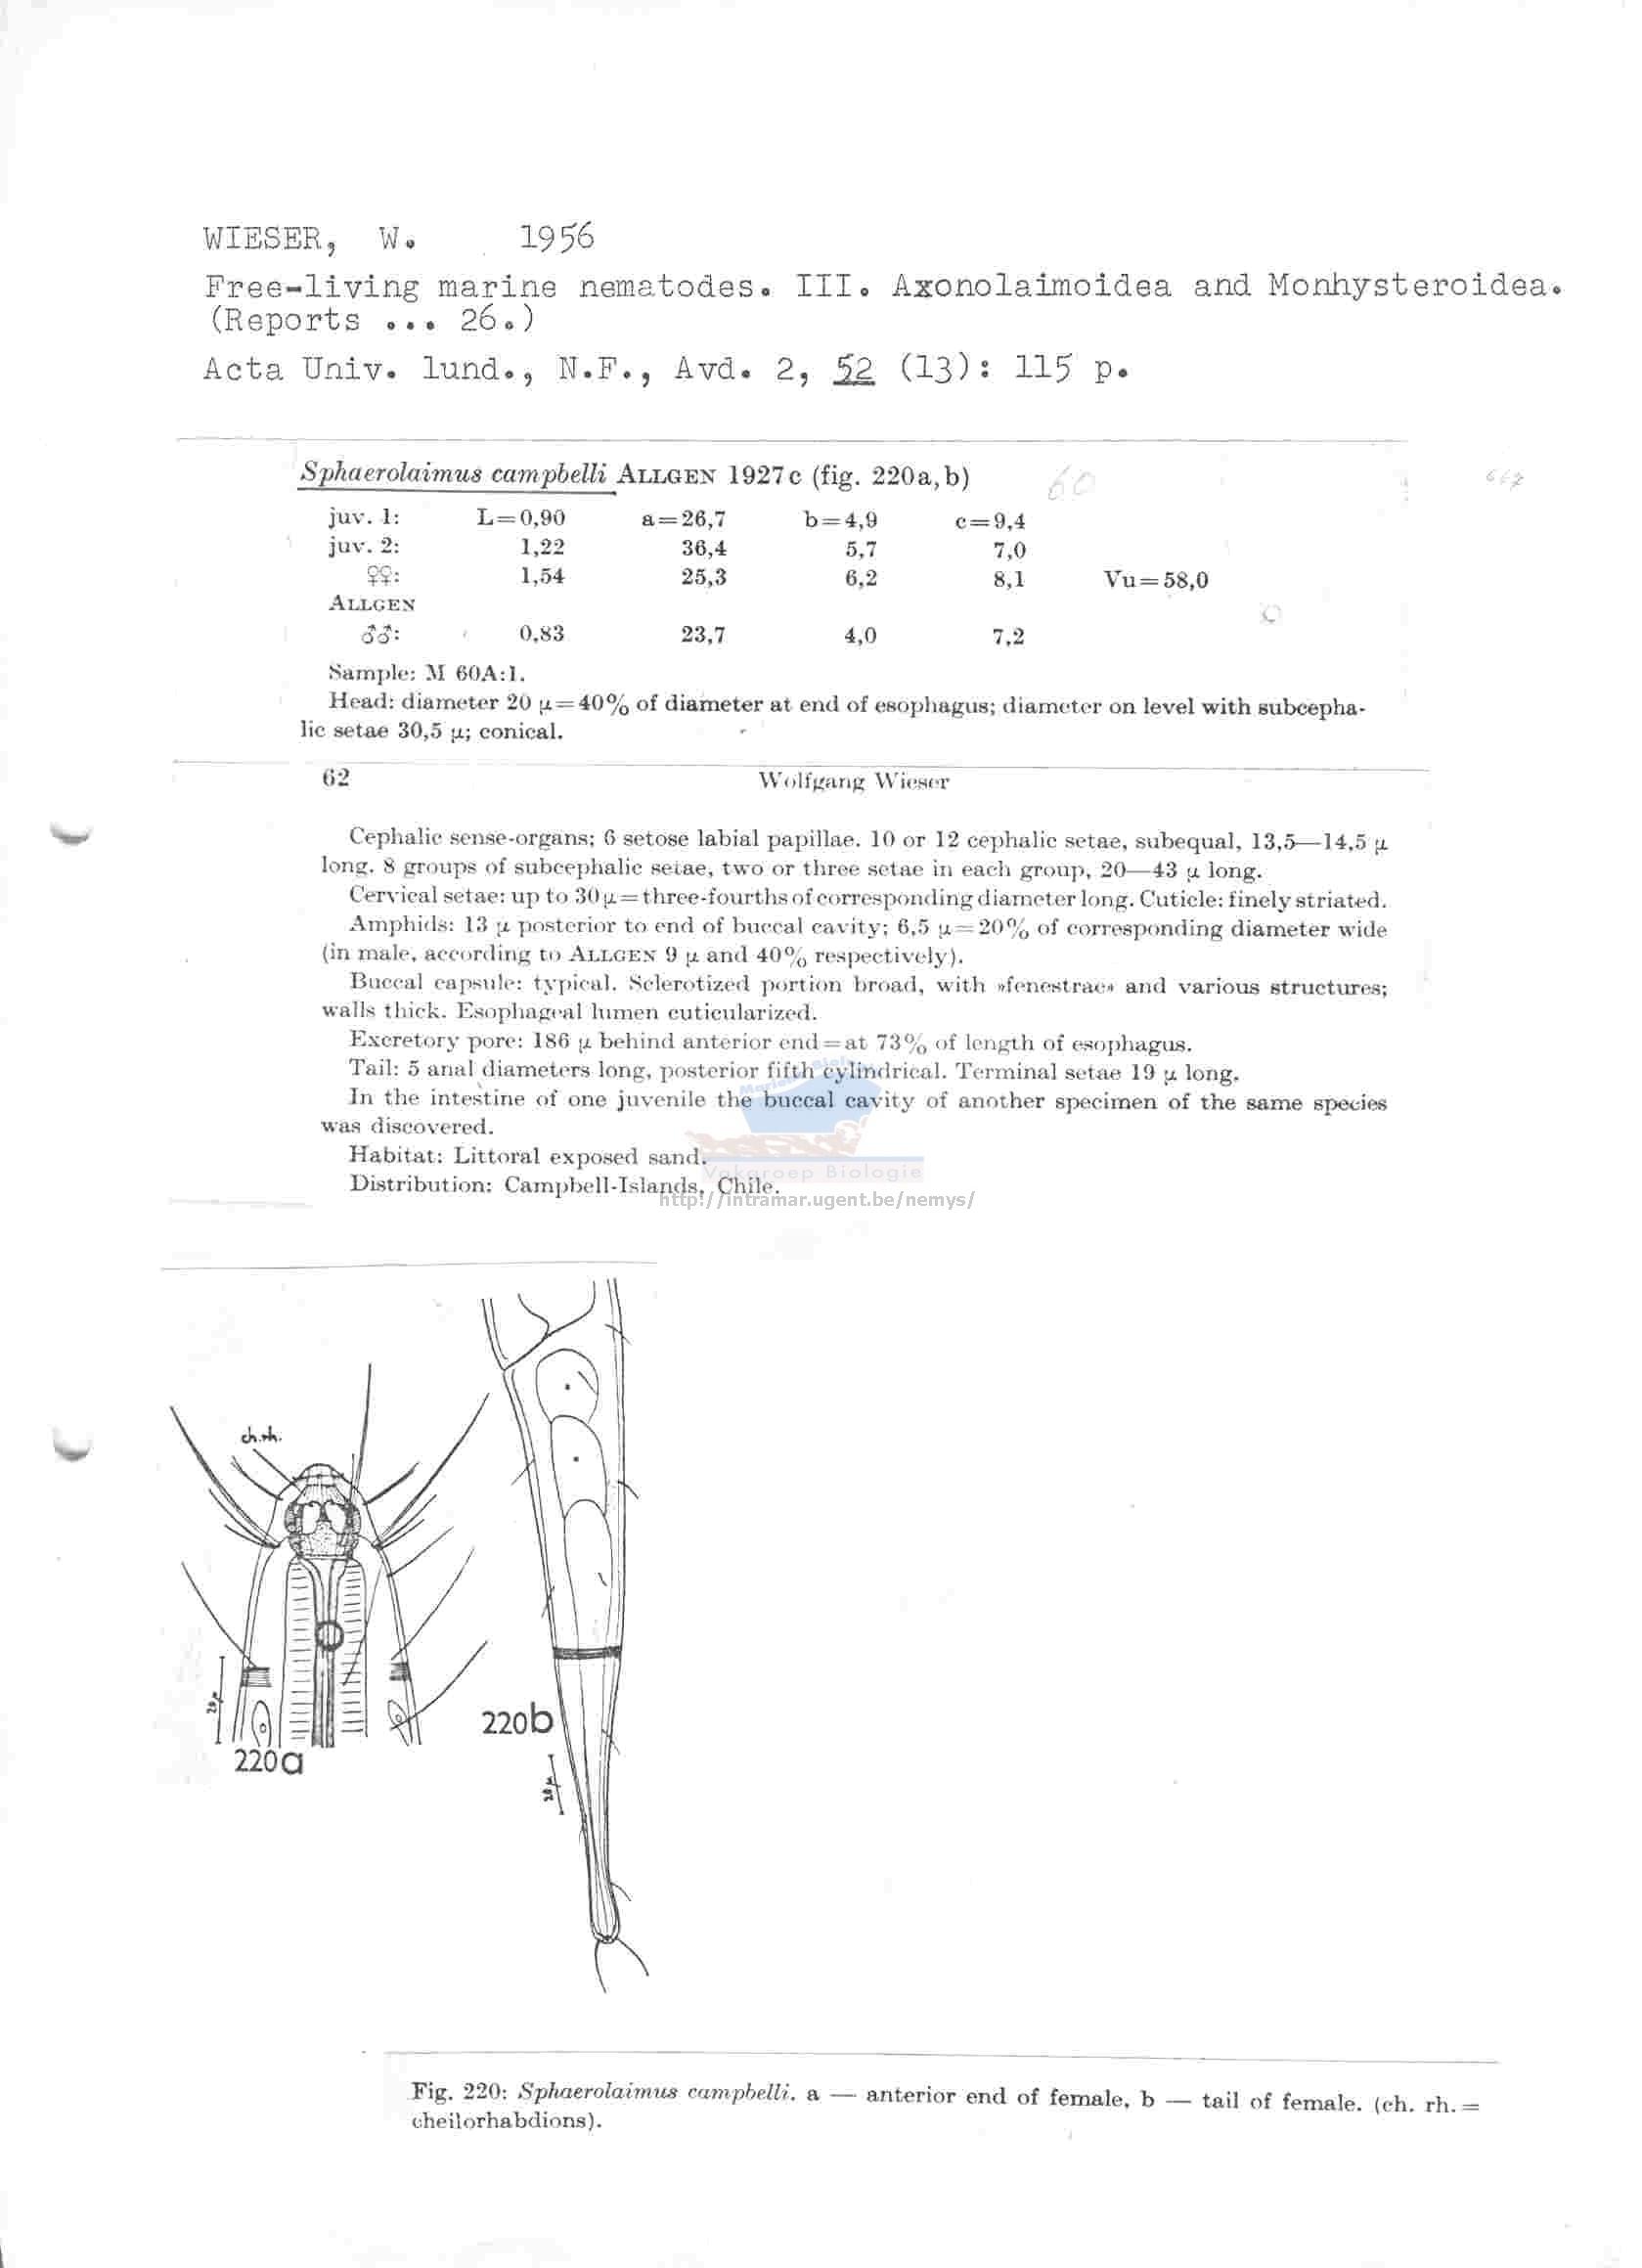 WIESER, W. 1956
Free-living marine nematodes. III. Axonolaimoidea and Monhysteroidea.
(Reports ... 26.)
Acta Univ. lund., N.F., Avd. 2, 52 (13): 115 p.
Sphaerolaimus campbelli ALLGEN 1927c (fig. 220a,b) 60
juv. 1: L=0,90 a=26,7 b=4,9 c=9,4
juv. 2: 1,22 36,4 5,7 7,0
♀♀: 1,54 25,3 6,2 8,1 Vu=58,0
ALLGEN
♂♂: 0,83 23,7 4,0 7,2
Sample: M 60A:1.
Head: diameter 20 μ=40% of diameter at end of esophagus; diameter on level with subcepha-
lic setae 30,5 μ; conical.
62 Wolfgang Wieser
Cephalic sense-organs; 6 setose labial papillae. 10 or 12 cephalic setae, subequal, 13,5—14,5 μ
long. 8 groups of subcephalic setae, two or three setae in each group, 20—43 μ long.
Cervical setae: up to 30 μ=three-fourths of corresponding diameter long. Cuticle: finely striated.
Amphids: 13 μ posterior to end of buccal cavity; 6,5 μ=20% of corresponding diameter wide
(in male, according to ALLGEN 9 μ and 40% respectively).
Buccal capsule: typical. Sclerotized portion broad, with »fenestrae« and various structures;
walls thick. Esophageal lumen cuticularized.
Excretory pore: 186 μ behind anterior end=at 73% of length of esophagus.
Tail: 5 anal diameters long, posterior fifth cylindrical. Terminal setae 19 μ long.
In the intestine of one juvenile the buccal cavity of another specimen of the same species
was discovered.
Habitat: Littoral exposed sand.
Distribution: Campbell-Islands, Chile.
Vakgroep Biologie
http://intramar.ugent.be/nemys/
ch.rh.
20 μ
220a
220b
20 μ
Fig. 220: Sphaerolaimus campbelli. a — anterior end of female, b — tail of female. (ch. rh.=
cheilorhabdions).